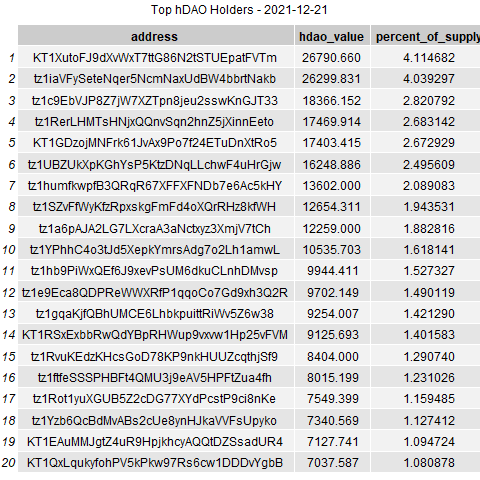 Top hDAO Holders - 2021-12-21
address hdao_value percent_of_supply
1 KT1XutoFJ9dXvWxT7ttG86N2tSTUEpatFVTm 26790.660 4.114682
2 tz1iaVFySeteNqer5NcmNaxUdBW4bbrtNakb 26299.831 4.039297
3 tz1c9EbVJP8Z7jW7XZTpn8jeu2sswKnGJT33 18366.152 2.820792
4 tz1RerLHMTsHNjxQQnvSqn2hnZ5jXinnEeto 17469.914 2.683142
5 KT1GDzojMNFrk61JvAx9Po7f24ETuDnXtRo5 17403.415 2.672929
6 tz1UBZUkXpKGhYsP5KtzDNqLLchwF4uHrGjw 16248.886 2.495609
7 tz1humfkwpfB3QRqR67XFFXFNDb7e6Ac5kHY 13602.000 2.089083
8 tz1SZvFfWyKfzRpxskgFmFd4oXQrRHz8kfWH 12654.311 1.943531
9 tz1a6pAJA2LG7LXcraA3aNctxyz3XmjV7tCh 12259.000 1.882816
10 tz1YPhhC4o3tJd5XepkYmrsAdg7o2Lh1amwL 10535.703 1.618141
11 tz1hb9PiWxQEf6J9xevPsUM6dkuCLnhDMvsp 9944.411 1.527327
12 tz1e9Eca8QDPReWWXRfP1qqoCo7Gd9xh3Q2R 9702.149 1.490119
13 tz1gqaKjfQBhUMCE6LhbkpuittRiWv5Z6w38 9254.007 1.421290
14 KT1RSxExbbRwQdYBpRHWup9vxvw1Hp25vFVM 9125.693 1.401583
15 tz1RvuKEdzKHcsGoD78KP9nkHUUZcqthjSf9 8404.000 1.290740
16 tz1ftfeSSSPHBFt4QMU3j9eAV5HPFtZua4fh 8015.199 1.231026
17 tz1Rot1yuXGUB5Z2cDG77XYdPcstP9ci8nKe 7549.399 1.159485
18 tz1Yzb6QcBdMvABs2cUe8ynHJkaVVFsUpyko 7340.569 1.127412
19 KT1EAuMMJgtZ4uR9HpjkhcyAQQtDZSsadUR4 7127.741 1.094724
20 KT1QxLqukyfohPV5kPkw97Rs6cw1DDDvYgbB 7037.587 1.080878